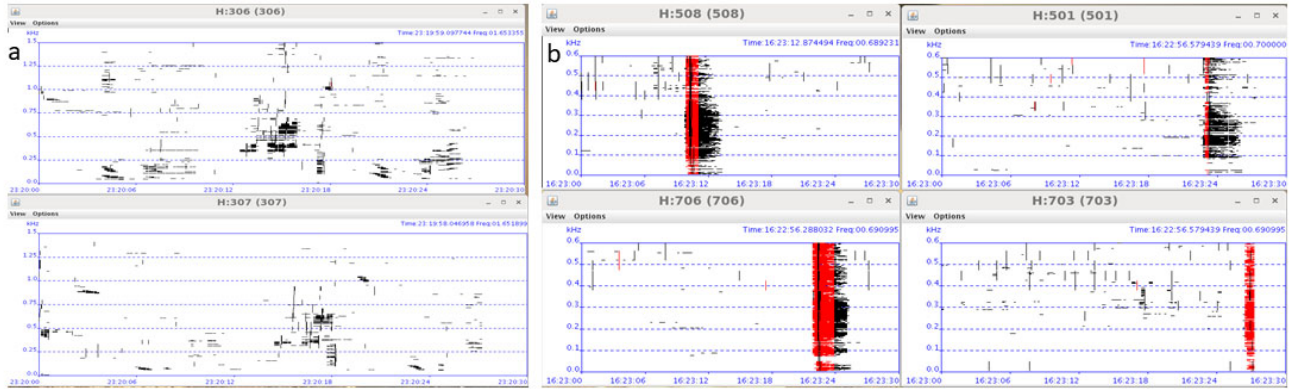 a
H:306 (306)
View Options
Time:23:19:59.097744 Freq:01.653355
kHz
1.5
1.25
1.0
0.75
0.5
0.25
0.0
23:20:00 23:20:06 23:20:12 23:20:18 23:20:24 23:20:30
H:307 (307)
View Options
Time:23:19:58.046958 Freq:01.651899
kHz
1.5
1.25
1.0
0.75
0.5
0.25
0.0
23:20:00 23:20:06 23:20:12 23:20:18 23:20:24 23:20:30
b
H:508 (508)
View Options
Time:16:23:12.874494 Freq:00.689231
kHz
0.6
0.5
0.4
0.3
0.2
0.1
0.0
16:23:00 16:23:06 16:23:12 16:23:18 16:23:24 16:23:30
H:501 (501)
View Options
Time:16:22:56.579439 Freq:00.700000
kHz
0.6
0.5
0.4
0.3
0.2
0.1
0.0
16:23:00 16:23:06 16:23:12 16:23:18 16:23:24 16:23:30
H:706 (706)
View Options
Time:16:22:56.288032 Freq:00.690995
kHz
0.6
0.5
0.4
0.3
0.2
0.1
0.0
16:23:00 16:23:06 16:23:12 16:23:18 16:23:24 16:23:30
H:703 (703)
View Options
Time:16:22:56.579439 Freq:00.690995
kHz
0.6
0.5
0.4
0.3
0.2
0.1
0.0
16:23:00 16:23:06 16:23:12 16:23:18 16:23:24 16:23:30